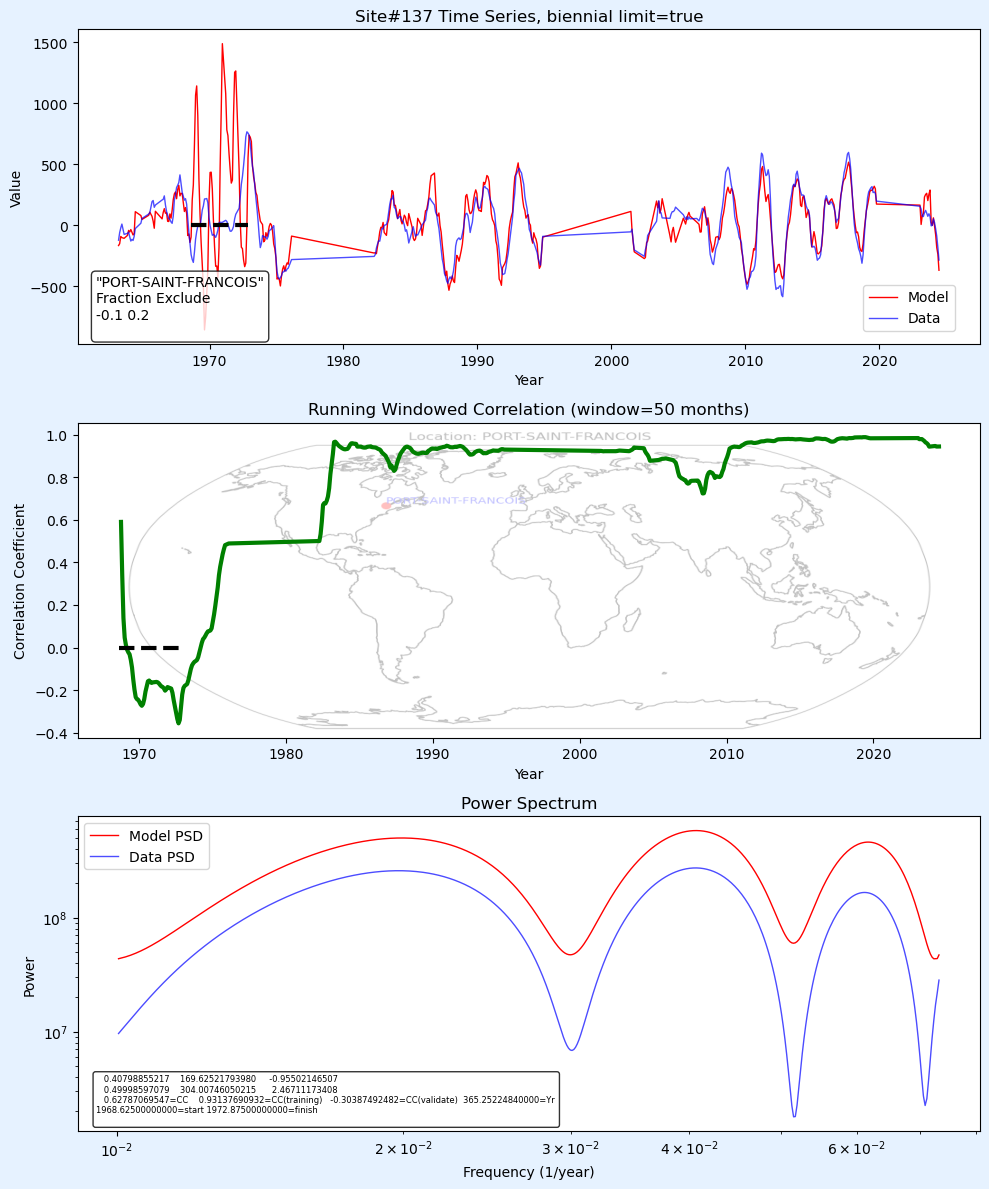 Site#137 Time Series, biennial limit=true
1500
1000
500
0
−500
Value
"PORT-SAINT-FRANCOIS"
Fraction Exclude
-0.1 0.2
Model
Data
1970
1980
1990
2000
2010
2020
Year
Running Windowed Correlation (window=50 months)
Location: PORT-SAINT-FRANCOIS
PORT-SAINT-FRANCOIS
1.0
0.8
0.6
0.4
0.2
0.0
−0.2
−0.4
Correlation Coefficient
1970
1980
1990
2000
2010
2020
Year
Power Spectrum
Model PSD
Data PSD
10^8
10^7
Power
0.40798855217 169.62521793980 -0.95502146507
0.49998597079 304.00746050215 2.46711173408
0.62787069547=CC 0.93137690932=CC(training) -0.30387492482=CC(validate) 365.25224840000=Yr
1968.62500000000=start 1972.87500000000=finish
10^−2
2 × 10^−2
3 × 10^−2
4 × 10^−2
6 × 10^−2
Frequency (1/year)